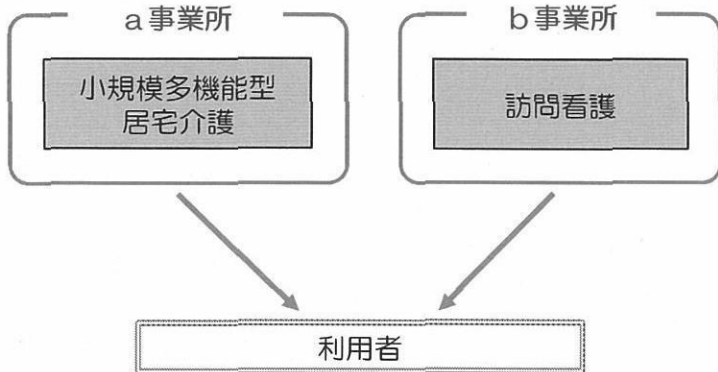 a事業所
小規模多機能型
居宅介護
b事業所
訪問看護
利用者